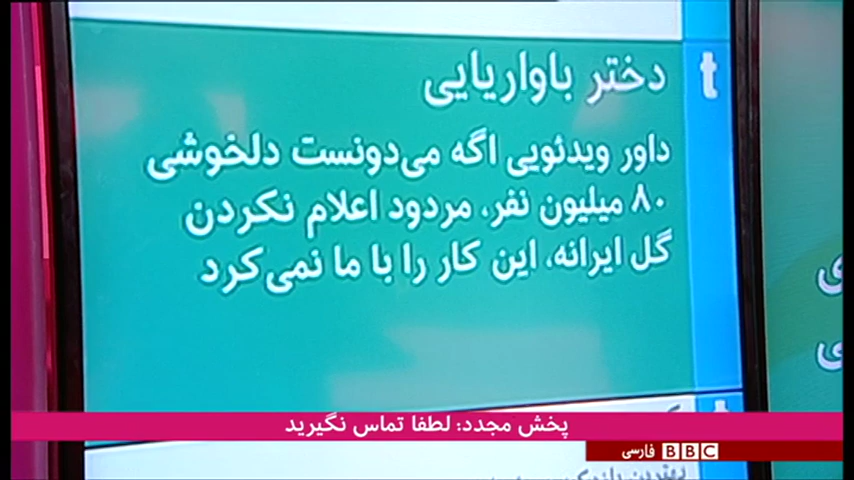 t
دختر باواریایی
داور ویدئویی اگه می‌دونست دلخوشی
۸۰ میلیون نفر، مردود اعلام نکردن
گل ایرانه، این کار را با ما نمی‌کرد
پخش مجدد: لطفا تماس نگیرید
BBC فارسی